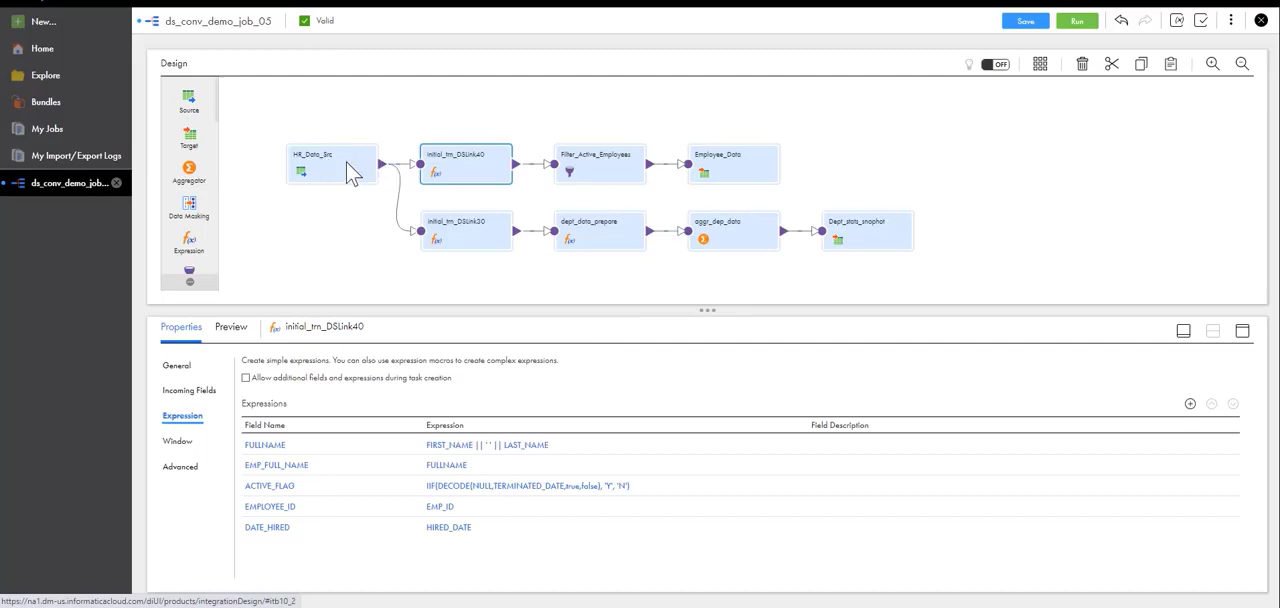 New...
Home
Explore
Bundles
My Jobs
My Import/Export Logs
ds_conv_demo_job...
ds_conv_demo_job_05
Valid
Save
Run
Design
OFF
Source
Target
Aggregator
Data Masking
Expression
HR_Data_Src
initial_trn_DSLink40
Filter_Active_Employees
Employee_Data
initial_trn_DSLink30
dept_data_prepare
aggr_dep_data
Dept_stats_snaphot
Properties
Preview
initial_trn_DSLink40
General
Incoming Fields
Expression
Window
Advanced
Create simple expressions. You can also use expression macros to create complex expressions.
Allow additional fields and expressions during task creation
Expressions
Field Name Expression Field Description
FULLNAME FIRST_NAME || ' ' || LAST_NAME
EMP_FULL_NAME FULLNAME
ACTIVE_FLAG IIF(DECODE(NULL,TERMINATED_DATE,true,false), 'Y', 'N')
EMPLOYEE_ID EMP_ID
DATE_HIRED HIRED_DATE
https://na1.dm-us.informaticacloud.com/diUI/products/integrationDesign/#itb10_2